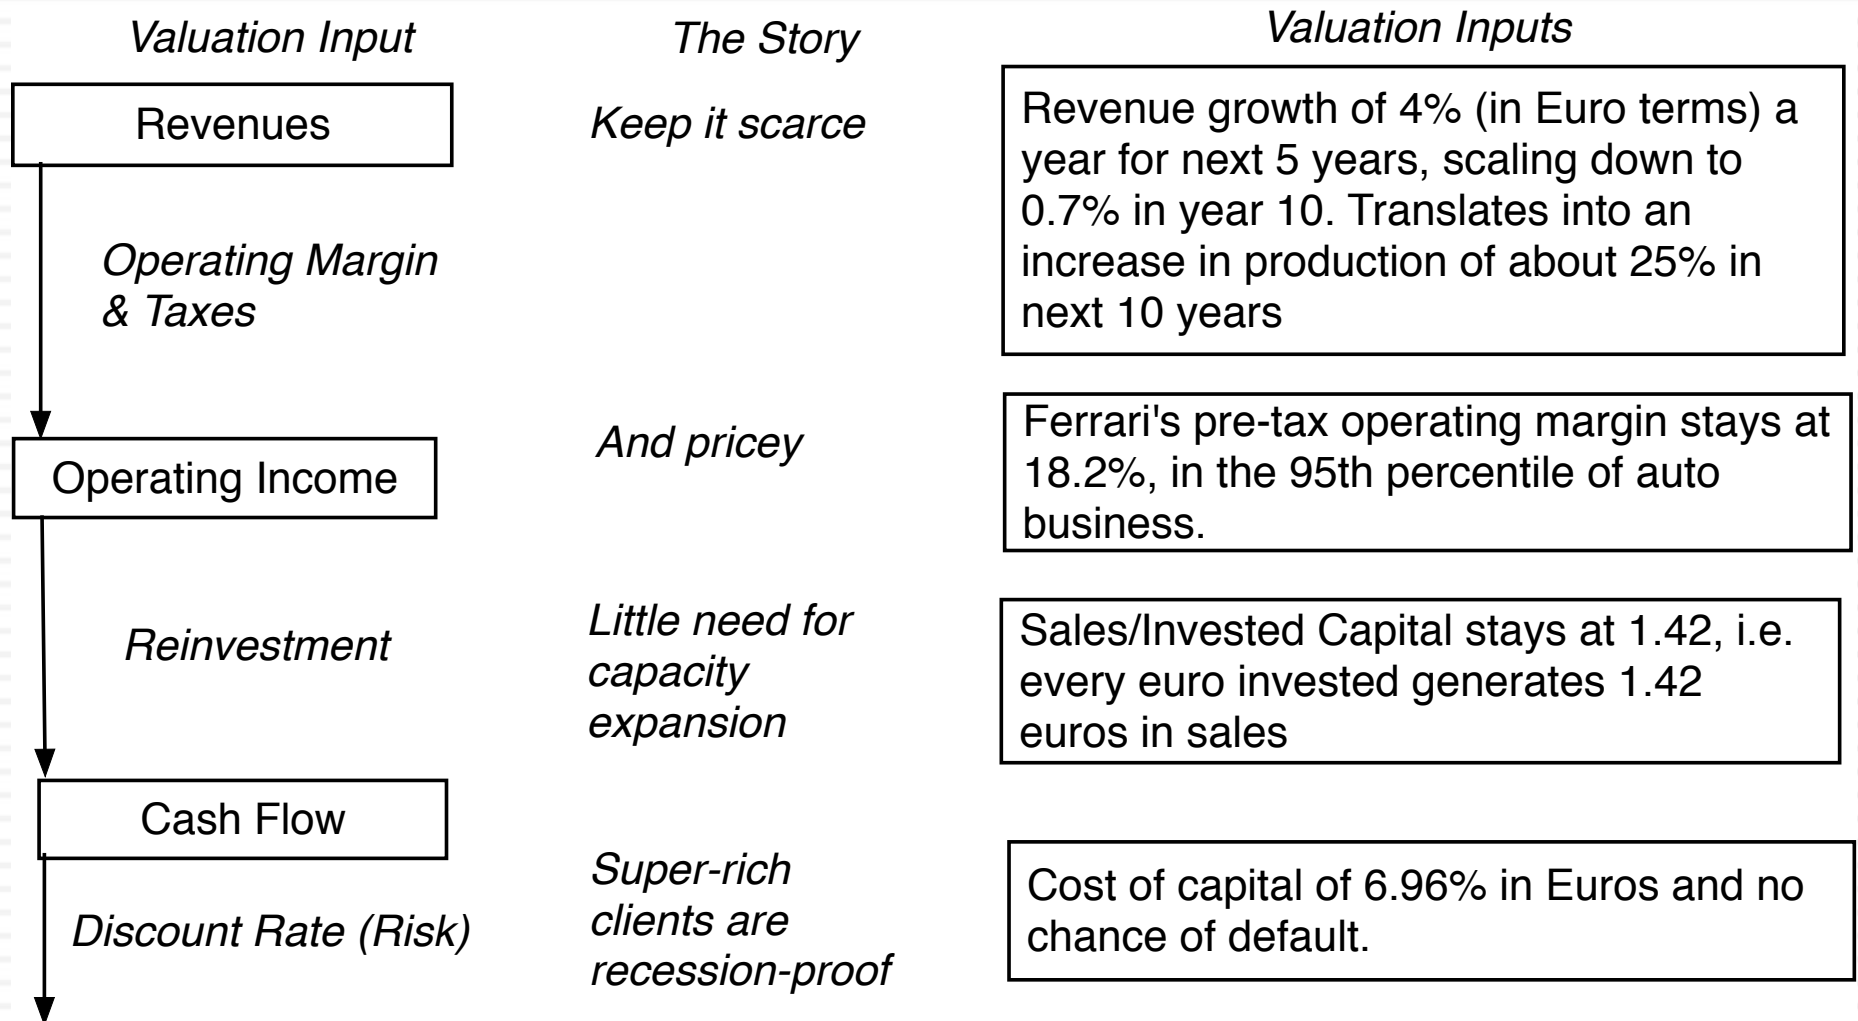 Valuation Input
The Story
Valuation Inputs
Revenues
Keep it scarce
Revenue growth of 4% (in Euro terms) a
year for next 5 years, scaling down to
0.7% in year 10. Translates into an
increase in production of about 25% in
next 10 years
Operating Margin
& Taxes
Operating Income
And pricey
Ferrari's pre-tax operating margin stays at
18.2%, in the 95th percentile of auto
business.
Reinvestment
Little need for
capacity
expansion
Sales/Invested Capital stays at 1.42, i.e.
every euro invested generates 1.42
euros in sales
Cash Flow
Discount Rate (Risk)
Super-rich
clients are
recession-proof
Cost of capital of 6.96% in Euros and no
chance of default.